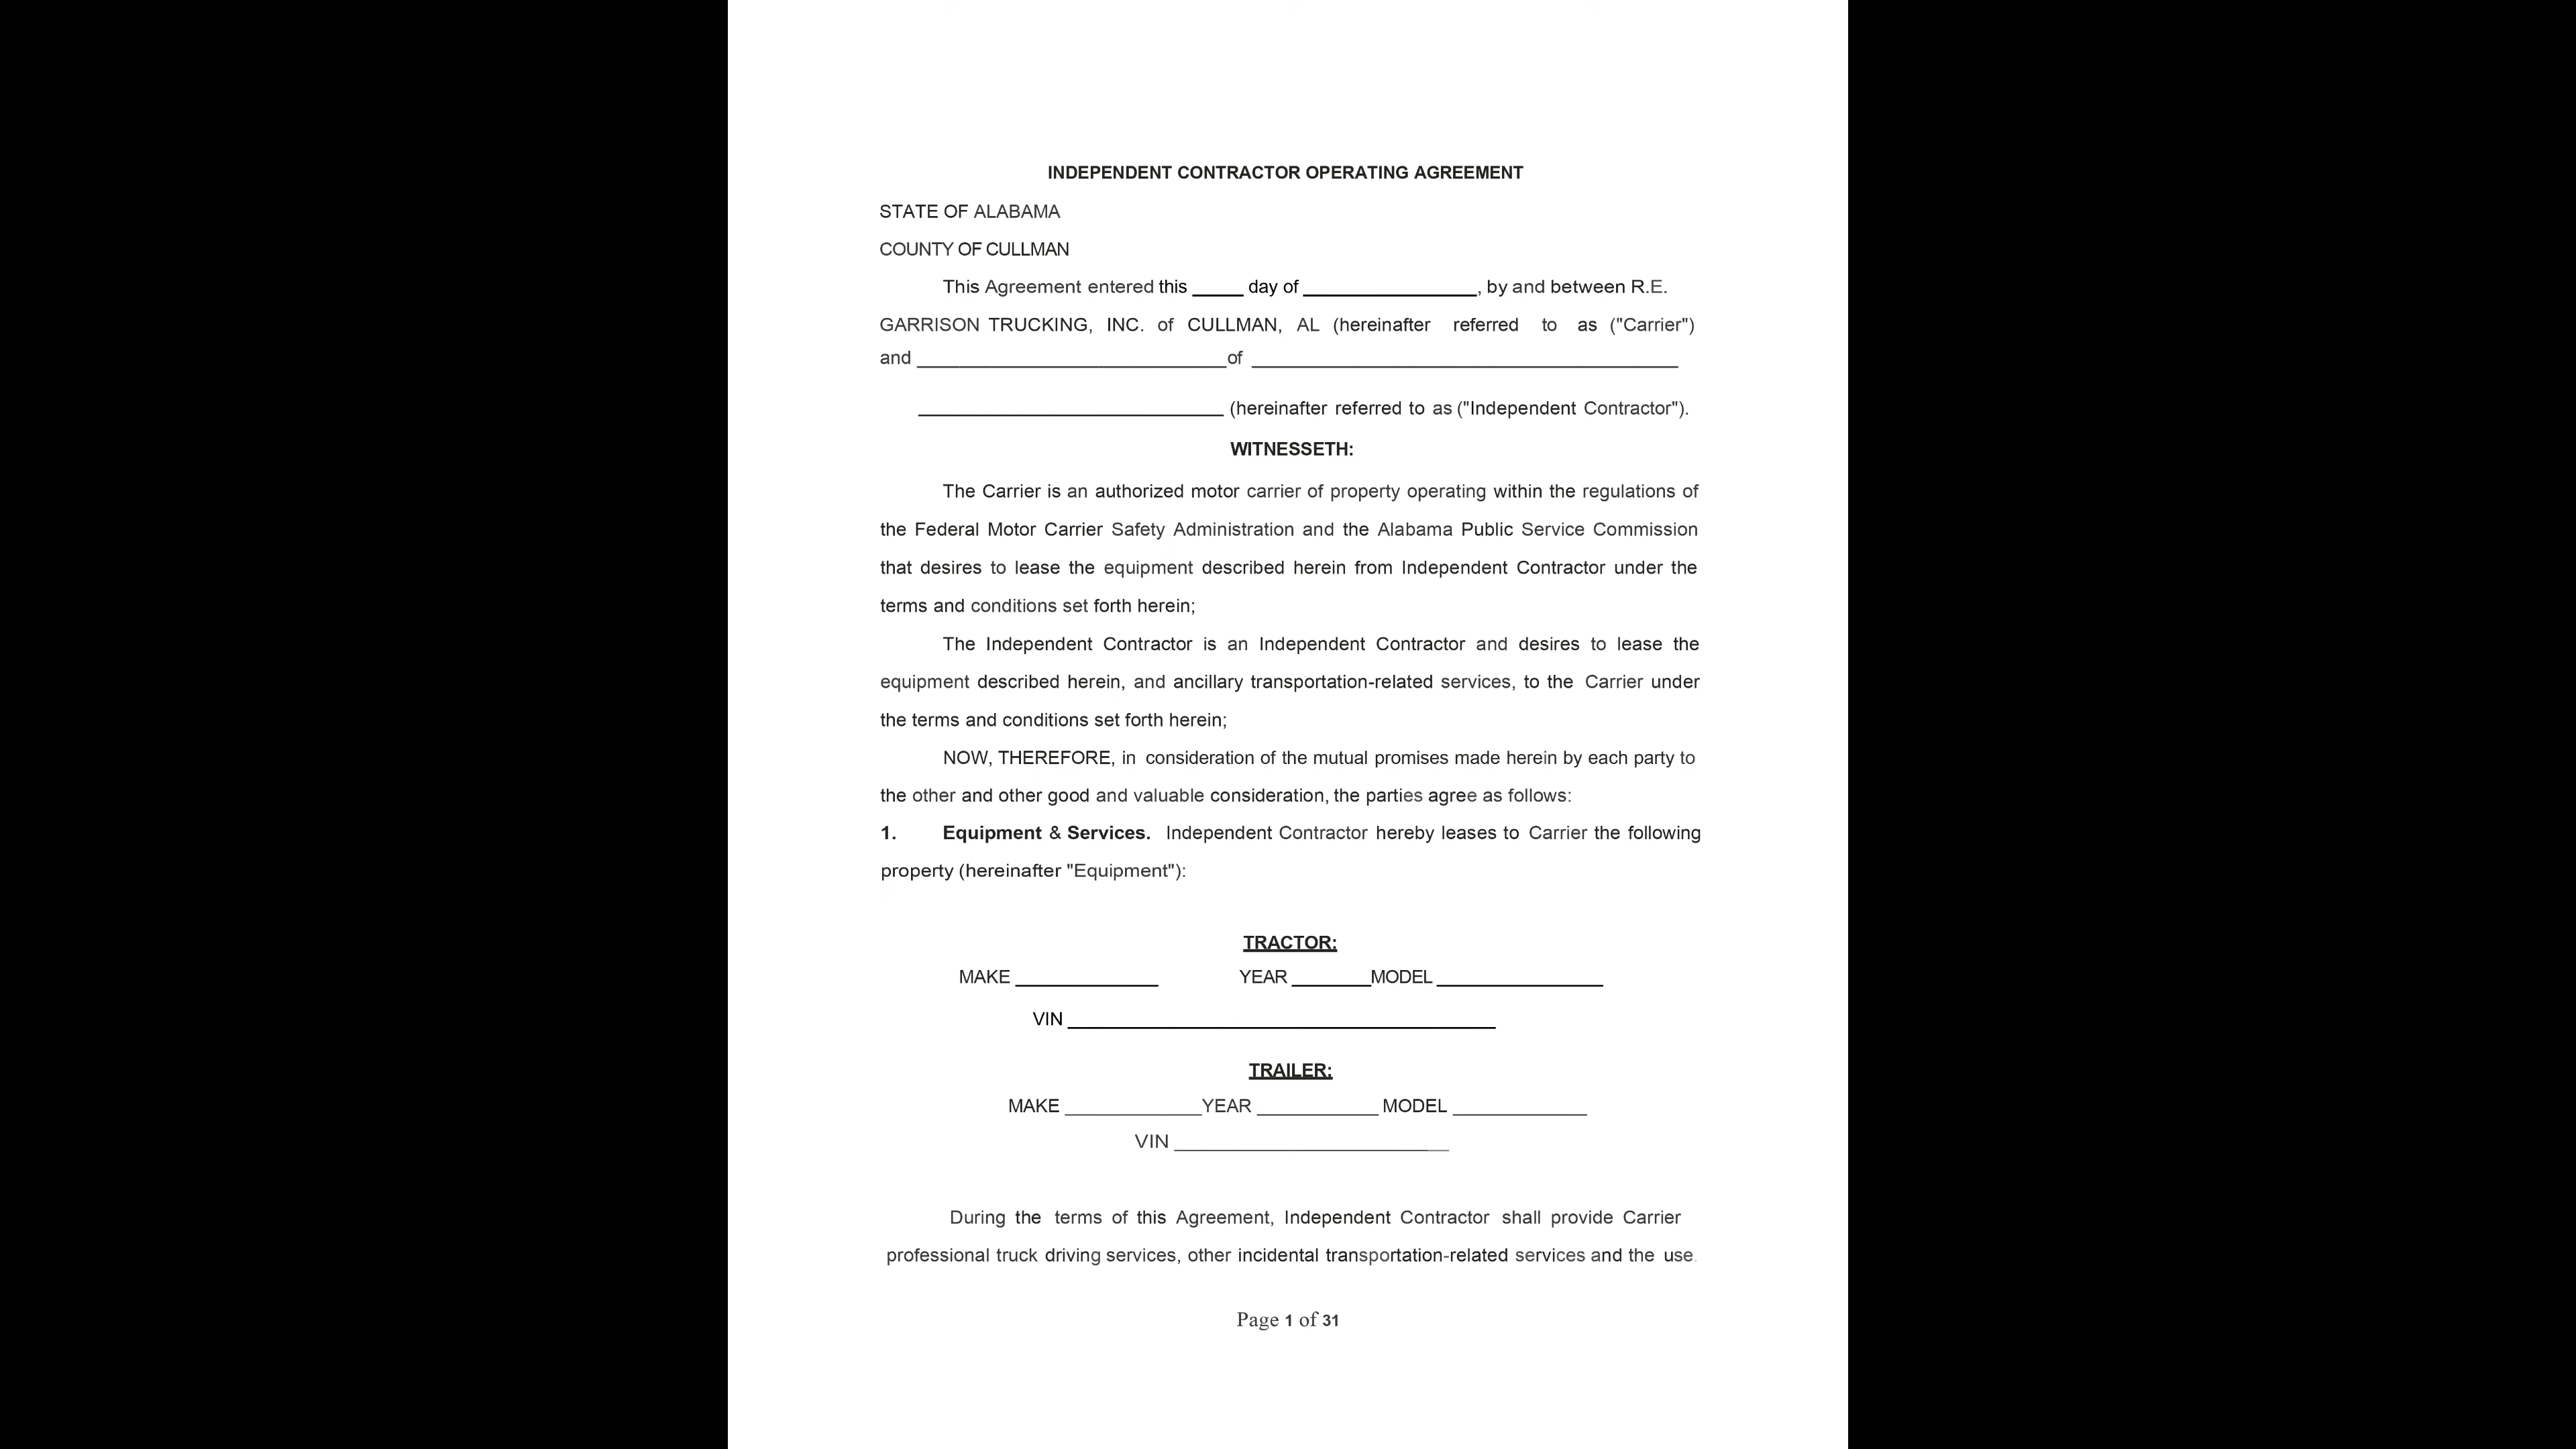 INDEPENDENT CONTRACTOR OPERATING AGREEMENT
STATE OF ALABAMA
COUNTY OF CULLMAN
This Agreement entered this _____ day of _________________, by and between R.E.
GARRISON TRUCKING, INC. of CULLMAN, AL (hereinafter referred to as ("Carrier")
and ______________________________of __________________________________________
______________________________ (hereinafter referred to as ("Independent Contractor").
WITNESSETH:
The Carrier is an authorized motor carrier of property operating within the regulations of
the Federal Motor Carrier Safety Administration and the Alabama Public Service Commission
that desires to lease the equipment described herein from Independent Contractor under the
terms and conditions set forth herein;
The Independent Contractor is an Independent Contractor and desires to lease the
equipment described herein, and ancillary transportation-related services, to the Carrier under
the terms and conditions set forth herein;
NOW, THEREFORE, in consideration of the mutual promises made herein by each party to
the other and other good and valuable consideration, the parties agree as follows:
1. Equipment & Services. Independent Contractor hereby leases to Carrier the following
property (hereinafter "Equipment"):
TRACTOR:
MAKE ______________ YEAR ________MODEL ________________
VIN __________________________________________
TRAILER:
MAKE _____________YEAR ____________ MODEL _____________
VIN ___________________________
During the terms of this Agreement, Independent Contractor shall provide Carrier
professional truck driving services, other incidental transportation-related services and the use.
Page 1 of 31